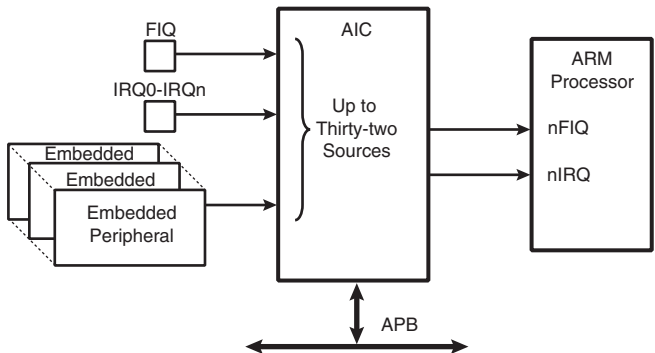 FIQ
IRQ0-IRQn
Embedded
Embedded
Embedded
Peripheral
AIC
Up to
Thirty-two
Sources
ARM
Processor
nFIQ
nIRQ
APB